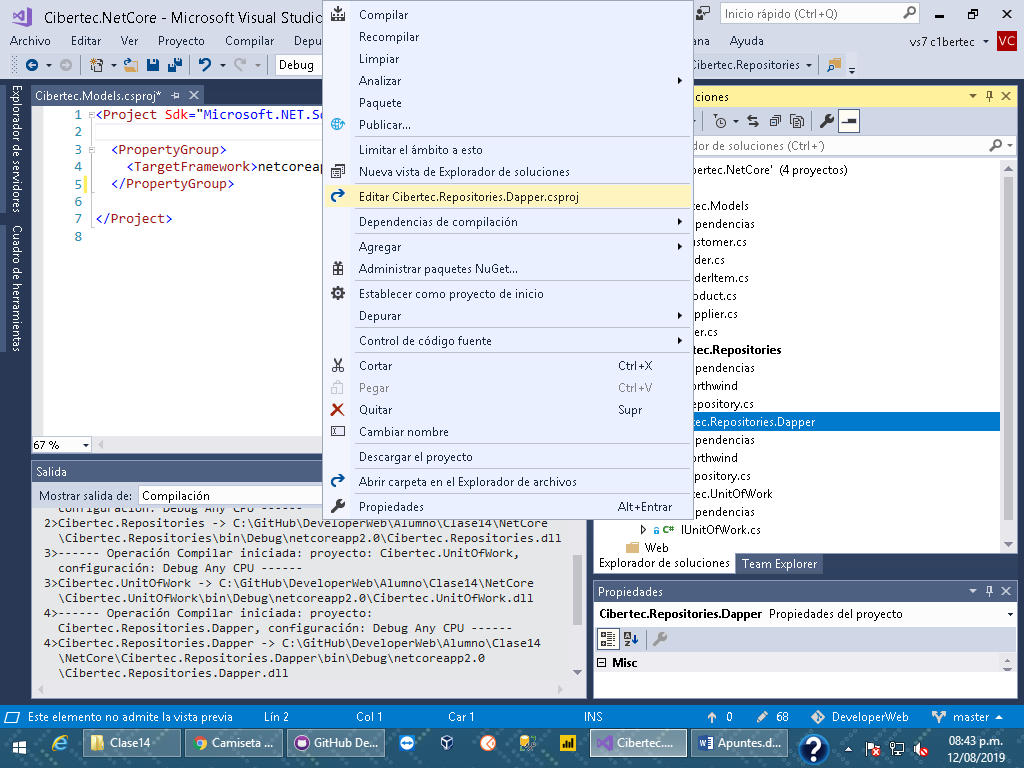 Cibertec.NetCore - Microsoft Visual Studio
Inicio rápido (Ctrl+Q)
Archivo Editar Ver Proyecto Compilar Ayuda
vs7 c1bertec VC
Debug
Cibertec.Repositories
Explorador de servidores
Cuadro de herramientas
Cibertec.Models.csproj*
1 <Project Sdk="Microsoft.NET.
2
3 <PropertyGroup>
4 <TargetFramework>netcoreap
5 </PropertyGroup>
6
7 </Project>
8
67 %
Compilar
Recompilar
Limpiar
Analizar
Paquete
Publicar...
Limitar el ámbito a esto
Nueva vista de Explorador de soluciones
Editar Cibertec.Repositories.Dapper.csproj
Dependencias de compilación
Agregar
Administrar paquetes NuGet...
Establecer como proyecto de inicio
Depurar
Control de código fuente
Cortar Ctrl+X
Pegar Ctrl+V
Quitar Supr
Cambiar nombre
Descargar el proyecto
Abrir carpeta en el Explorador de archivos
Propiedades Alt+Entrar
ciones
dor de soluciones (Ctrl+´)
bertec.NetCore' (4 proyectos)
tec.Models
pendencias
ustomer.cs
der.cs
derItem.cs
oduct.cs
pplier.cs
er.cs
tec.Repositories
pendencias
rthwind
epository.cs
tec.Repositories.Dapper
pendencias
rthwind
epository.cs
tec.UnitOfWork
pendencias
C# IUnitOfWork.cs
Web
Explorador de soluciones Team Explorer
Salida
Mostrar salida de: Compilación
configuración: Debug Any CPU ------
2>Cibertec.Repositories -> C:\GitHub\DeveloperWeb\Alumno\Clase14\NetCore
\Cibertec.Repositories\bin\Debug\netcoreapp2.0\Cibertec.Repositories.dll
3>------ Operación Compilar iniciada: proyecto: Cibertec.UnitOfWork,
configuración: Debug Any CPU ------
3>Cibertec.UnitOfWork -> C:\GitHub\DeveloperWeb\Alumno\Clase14\NetCore
\Cibertec.UnitOfWork\bin\Debug\netcoreapp2.0\Cibertec.UnitOfWork.dll
4>------ Operación Compilar iniciada: proyecto:
Cibertec.Repositories.Dapper, configuración: Debug Any CPU ------
4>Cibertec.Repositories.Dapper -> C:\GitHub\DeveloperWeb\Alumno\Clase14
\NetCore\Cibertec.Repositories.Dapper\bin\Debug\netcoreapp2.0
\Cibertec.Repositories.Dapper.dll
Propiedades
Cibertec.Repositories.Dapper Propiedades del proyecto
Misc
Este elemento no admite la vista previa Lín 2 Col 1 Car 1 INS 0 68 DeveloperWeb master
Clase14 Camiseta ... GitHub De... Cibertec.... Apuntes.d...
08:43 p.m.
12/08/2019